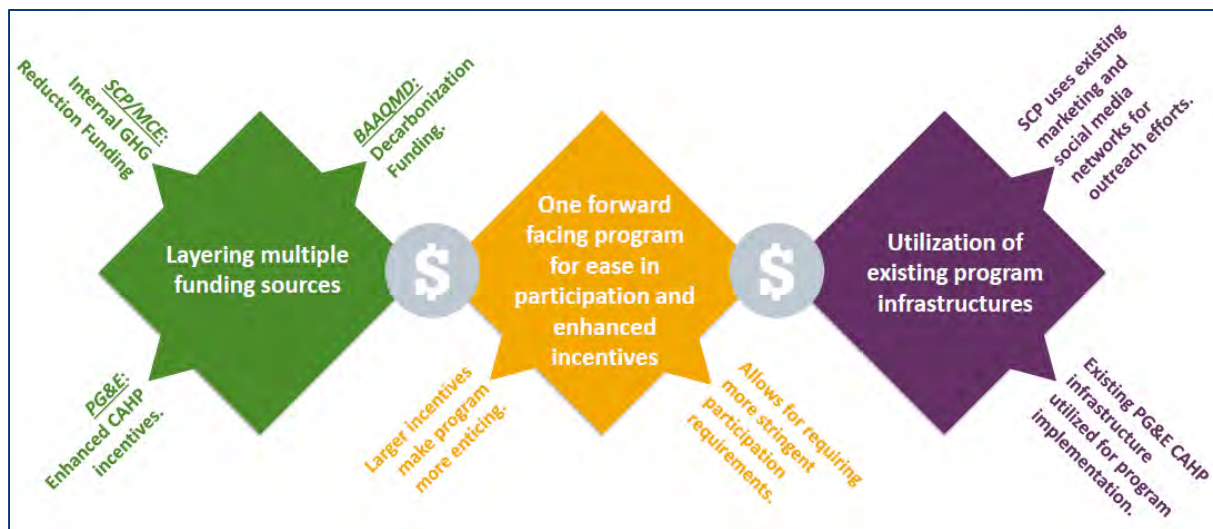 SCP/MCE:
Internal GHG
Reduction Funding
BAAQMD:
Decarbonization
Funding.
Layering multiple
funding sources
PG&E:
Enhanced CAHP
incentives.
$
One forward
facing program
for ease in
participation and
enhanced
incentives
Larger incentives
make program
more enticing.
Allows for requiring
more stringent
participation
requirements.
$
SCP uses existing
marketing and
social media
networks for
outreach efforts.
Utilization of
existing program
infrastructures
Existing PG&E CAHP
infrastructure
utilized for program
implementation.